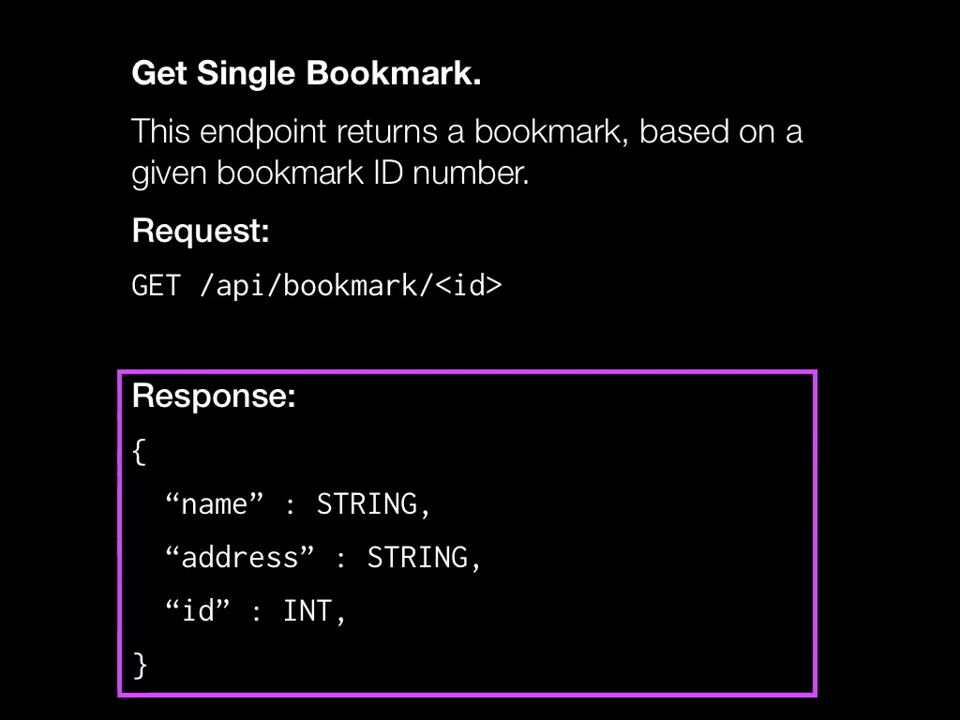 Get Single Bookmark.
This endpoint returns a bookmark, based on a
given bookmark ID number.
Request:
GET /api/bookmark/<id>
Response:
{
“name” : STRING,
“address” : STRING,
“id” : INT,
}